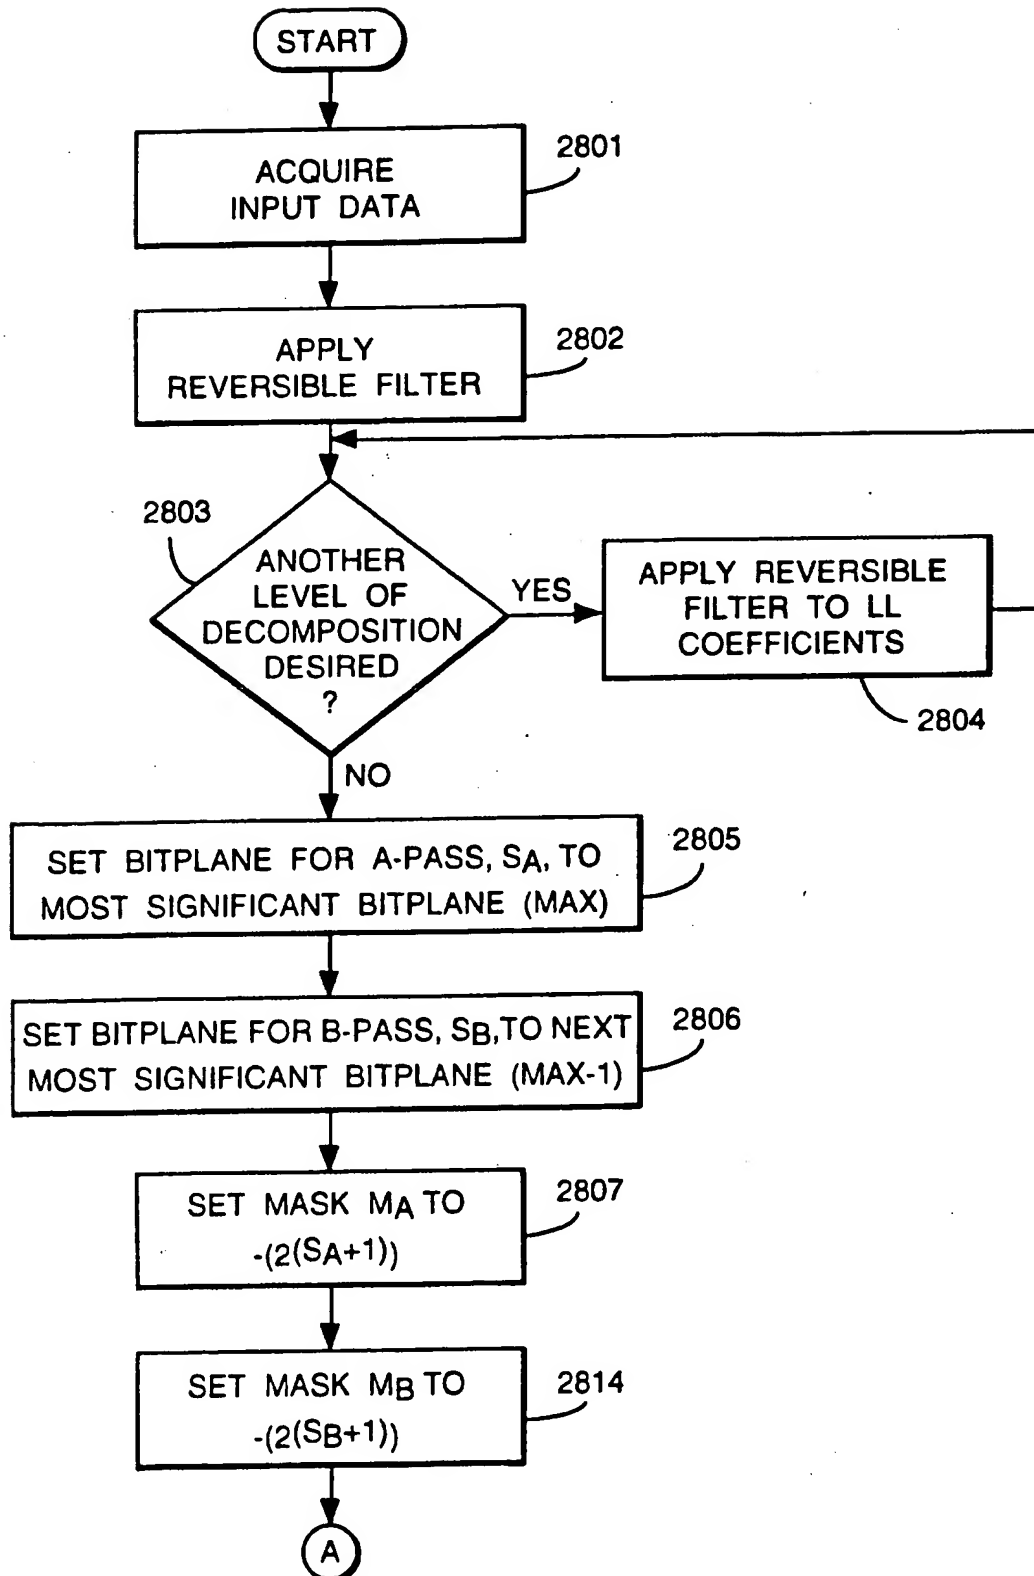 START
ACQUIRE
INPUT DATA
2801
APPLY
REVERSIBLE FILTER
2802
2803
ANOTHER
LEVEL OF
DECOMPOSITION
DESIRED
?
YES
APPLY REVERSIBLE
FILTER TO LL
COEFFICIENTS
2804
NO
SET BITPLANE FOR A-PASS, SA, TO
MOST SIGNIFICANT BITPLANE (MAX)
2805
SET BITPLANE FOR B-PASS, SB, TO NEXT
MOST SIGNIFICANT BITPLANE (MAX-1)
2806
SET MASK MA TO
-(2(SA+1))
2807
SET MASK MB TO
-(2(SB+1))
2814
A